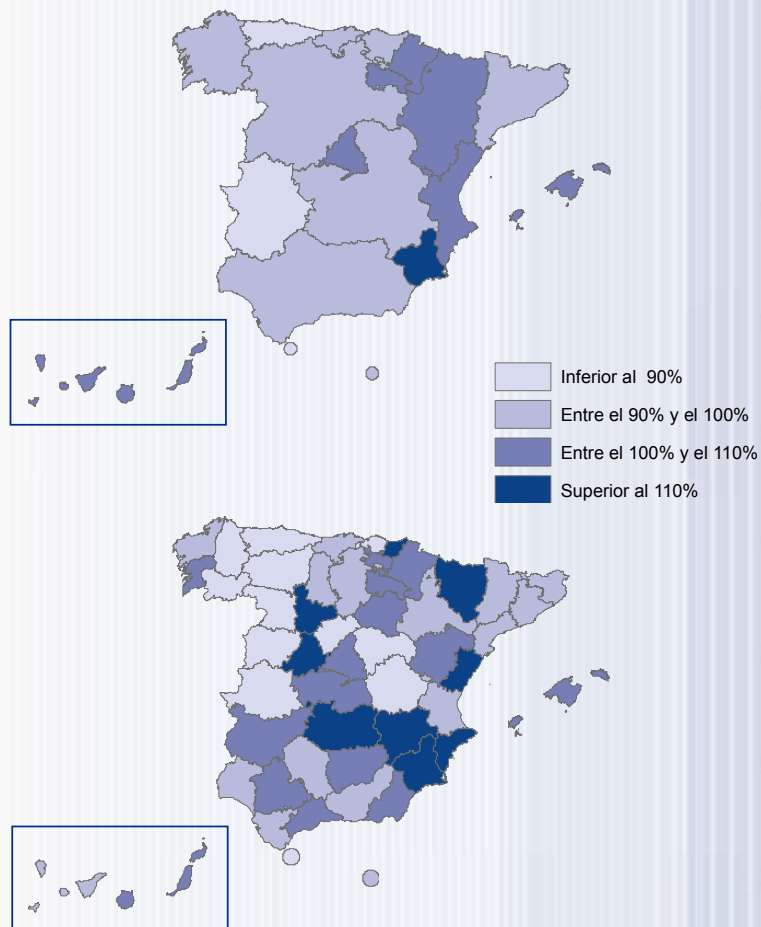 Inferior al 90%
Entre el 90% y el 100%
Entre el 100% y el 110%
Superior al 110%